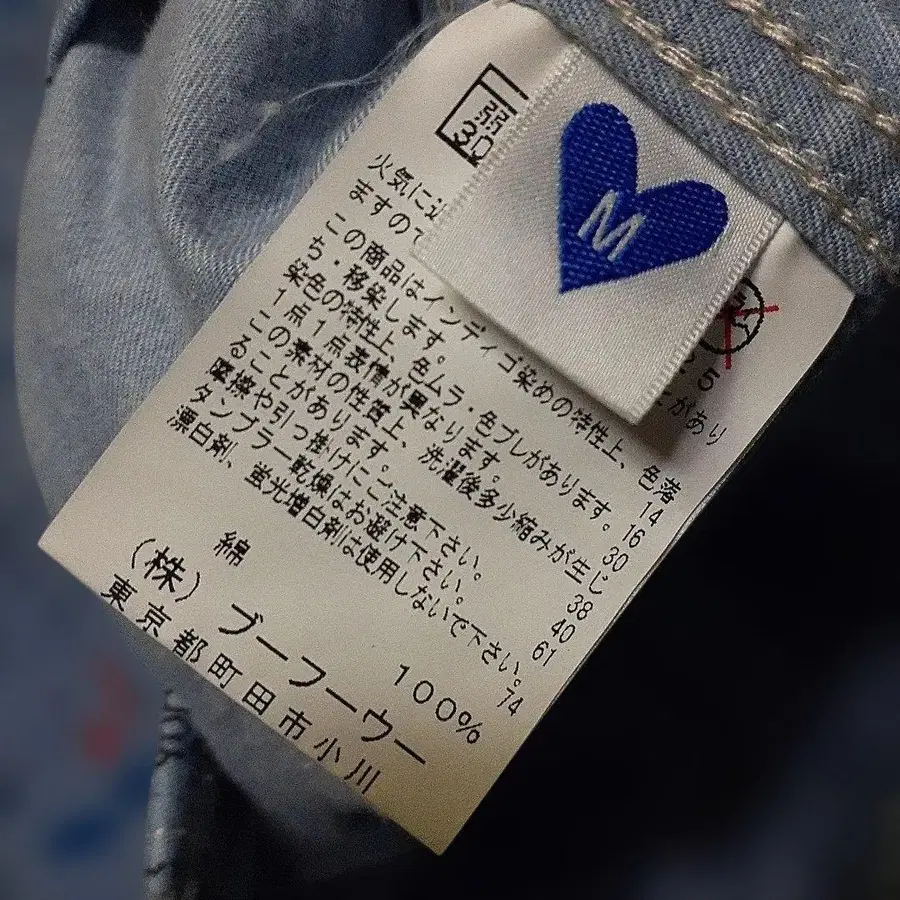 弱
30
M
火気に近
ますので
とがあり
この商品はインディゴ染めの特性上、色落
ち・移染します。 14
染色の特性上、色ムラ・色ブレがあります。 16
1点1点表情が異なります。 30
この素材の性質上、洗濯後多少縮みが生じ
ることがあります。 38
摩擦や引っ掛けにご注意下さい。 40
タンブラー乾燥はお避け下さい。 61
漂白剤、蛍光増白剤は使用しないで下さい。 74
綿 100%
(株)ブーフーウー
東京都町田市小川